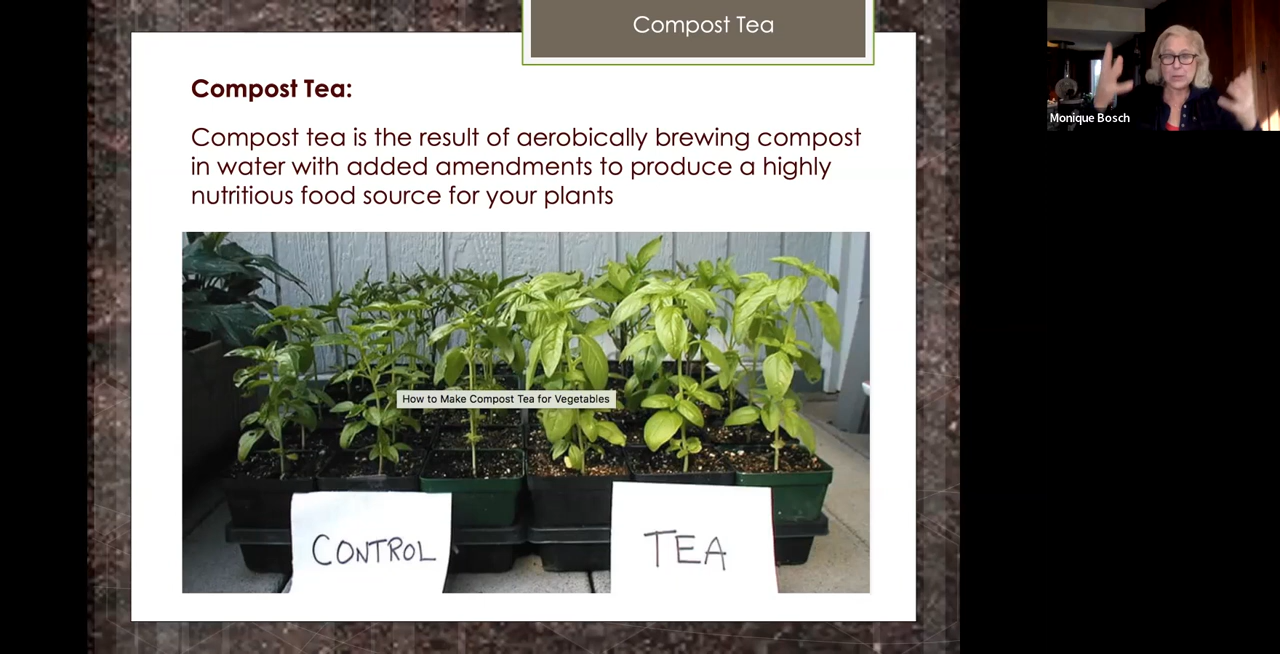 Compost Tea
Monique Bosch
Compost Tea:
Compost tea is the result of aerobically brewing compost
in water with added amendments to produce a highly
nutritious food source for your plants
How to Make Compost Tea for Vegetables
CONTROL
TEA